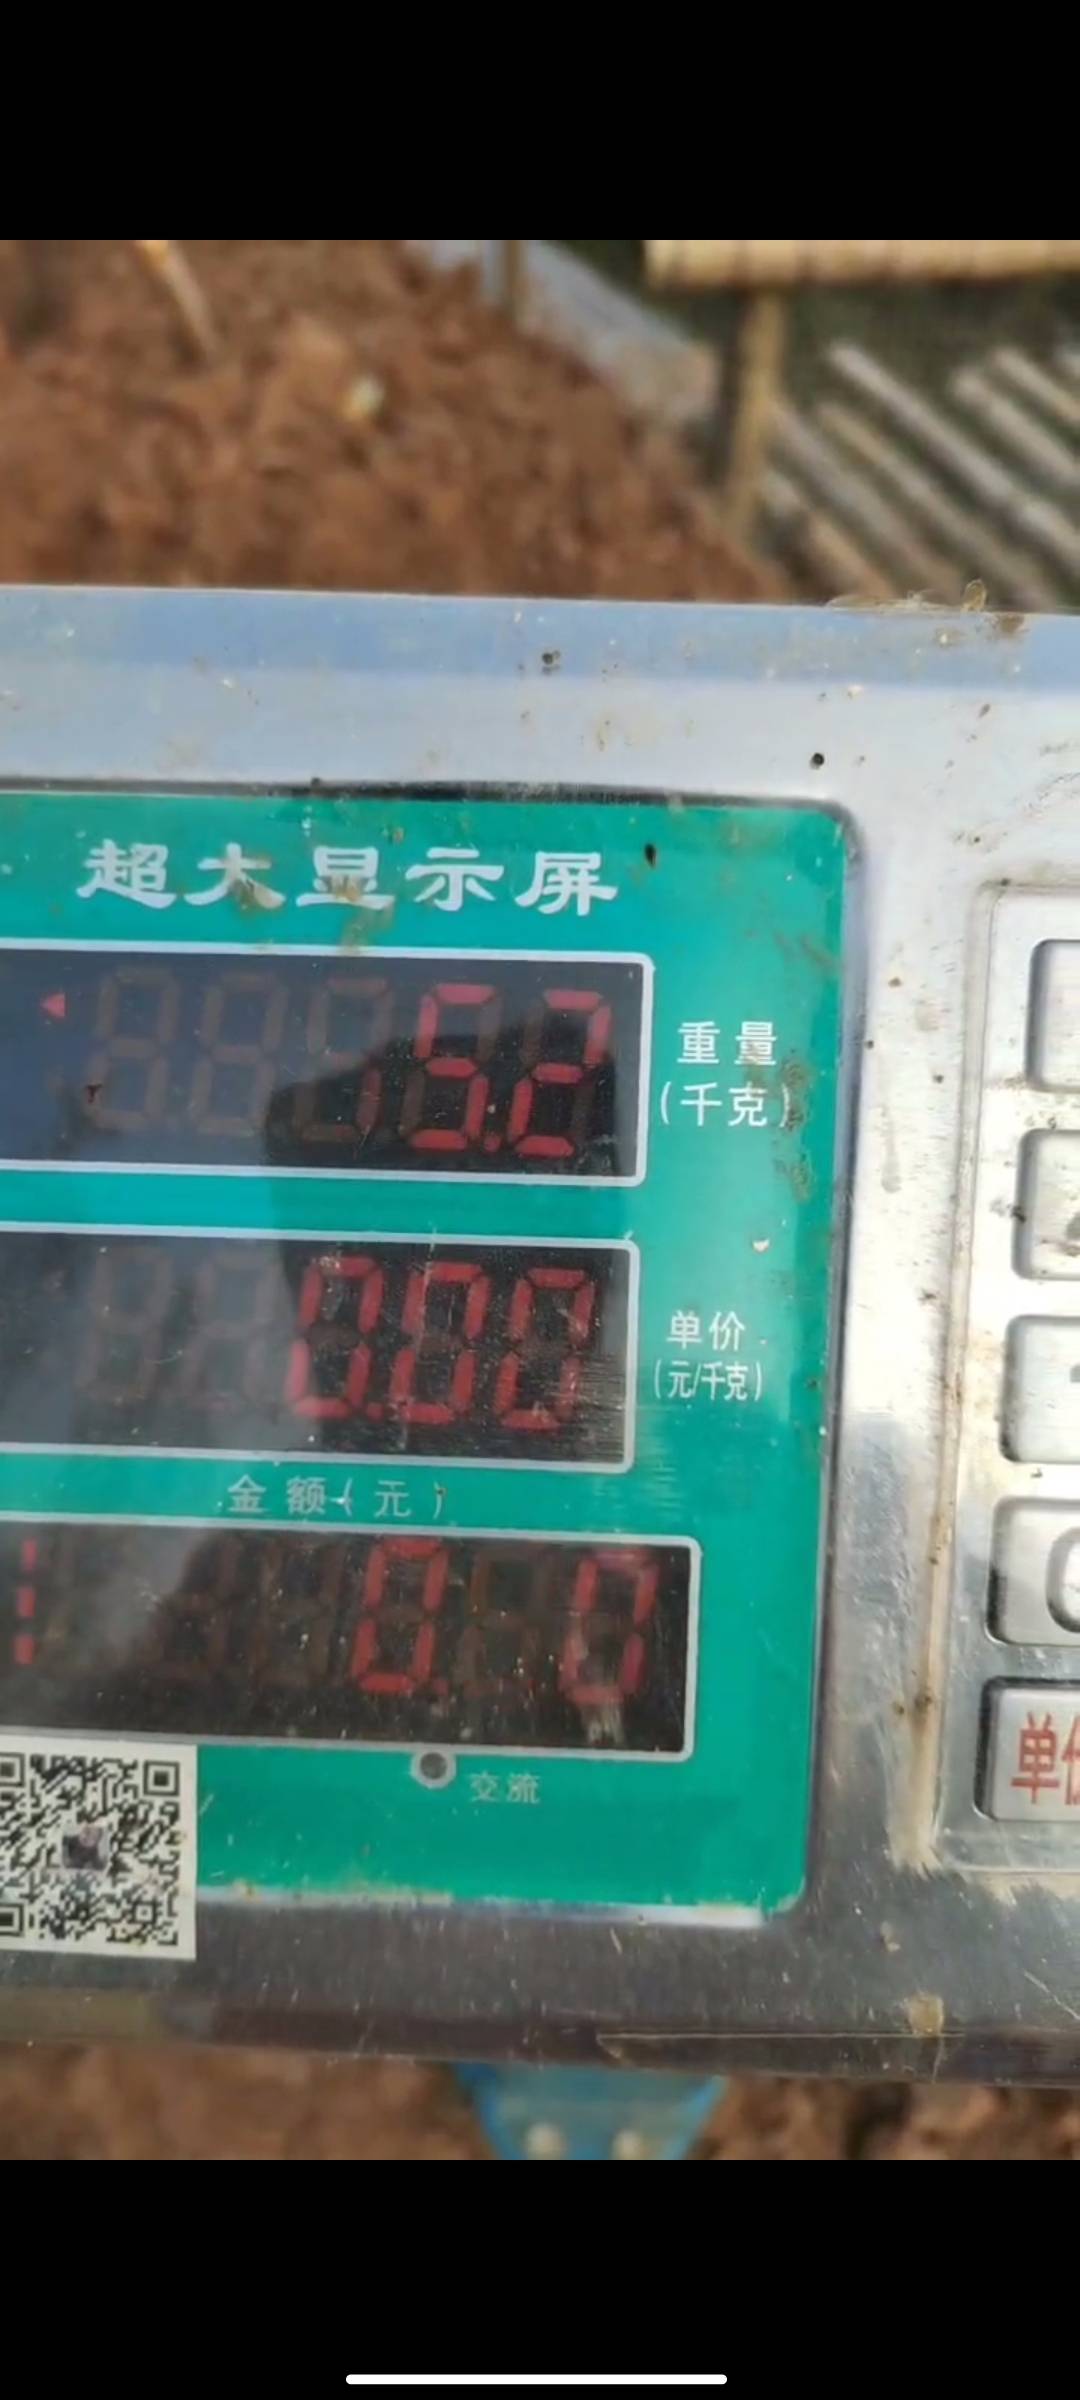 超大显示屏
5.2
重量
(千克)
0.00
单价
(元/千克)
金额(元)
0. 0
交流
单价